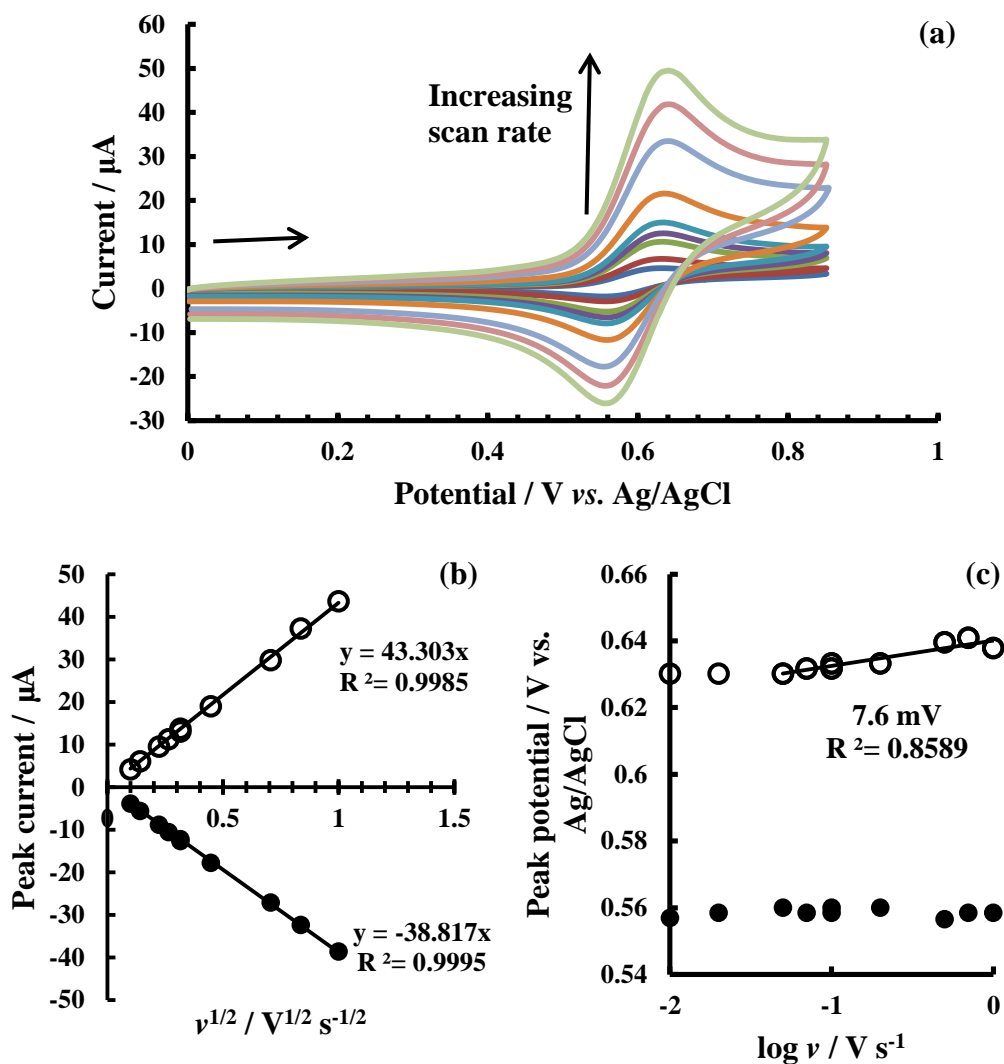 (a)
60
50
40
30
20
10
0
-10
-20
-30
Current / µA
Increasing
scan rate
0 0.2 0.4 0.6 0.8 1
Potential / V vs. Ag/AgCl
(b)
50
40
30
20
10
0
-10
-20
-30
-40
-50
Peak current / µA
0 0.5 1 1.5
y = 43.303x
R ²= 0.9985
y = -38.817x
R ²= 0.9995
v1/2 / V1/2 s-1/2
(c)
0.66
0.64
0.62
0.6
0.58
0.56
0.54
Peak potential / V vs.
Ag/AgCl
7.6 mV
R ²= 0.8589
-2 -1 0
log v / V s-1